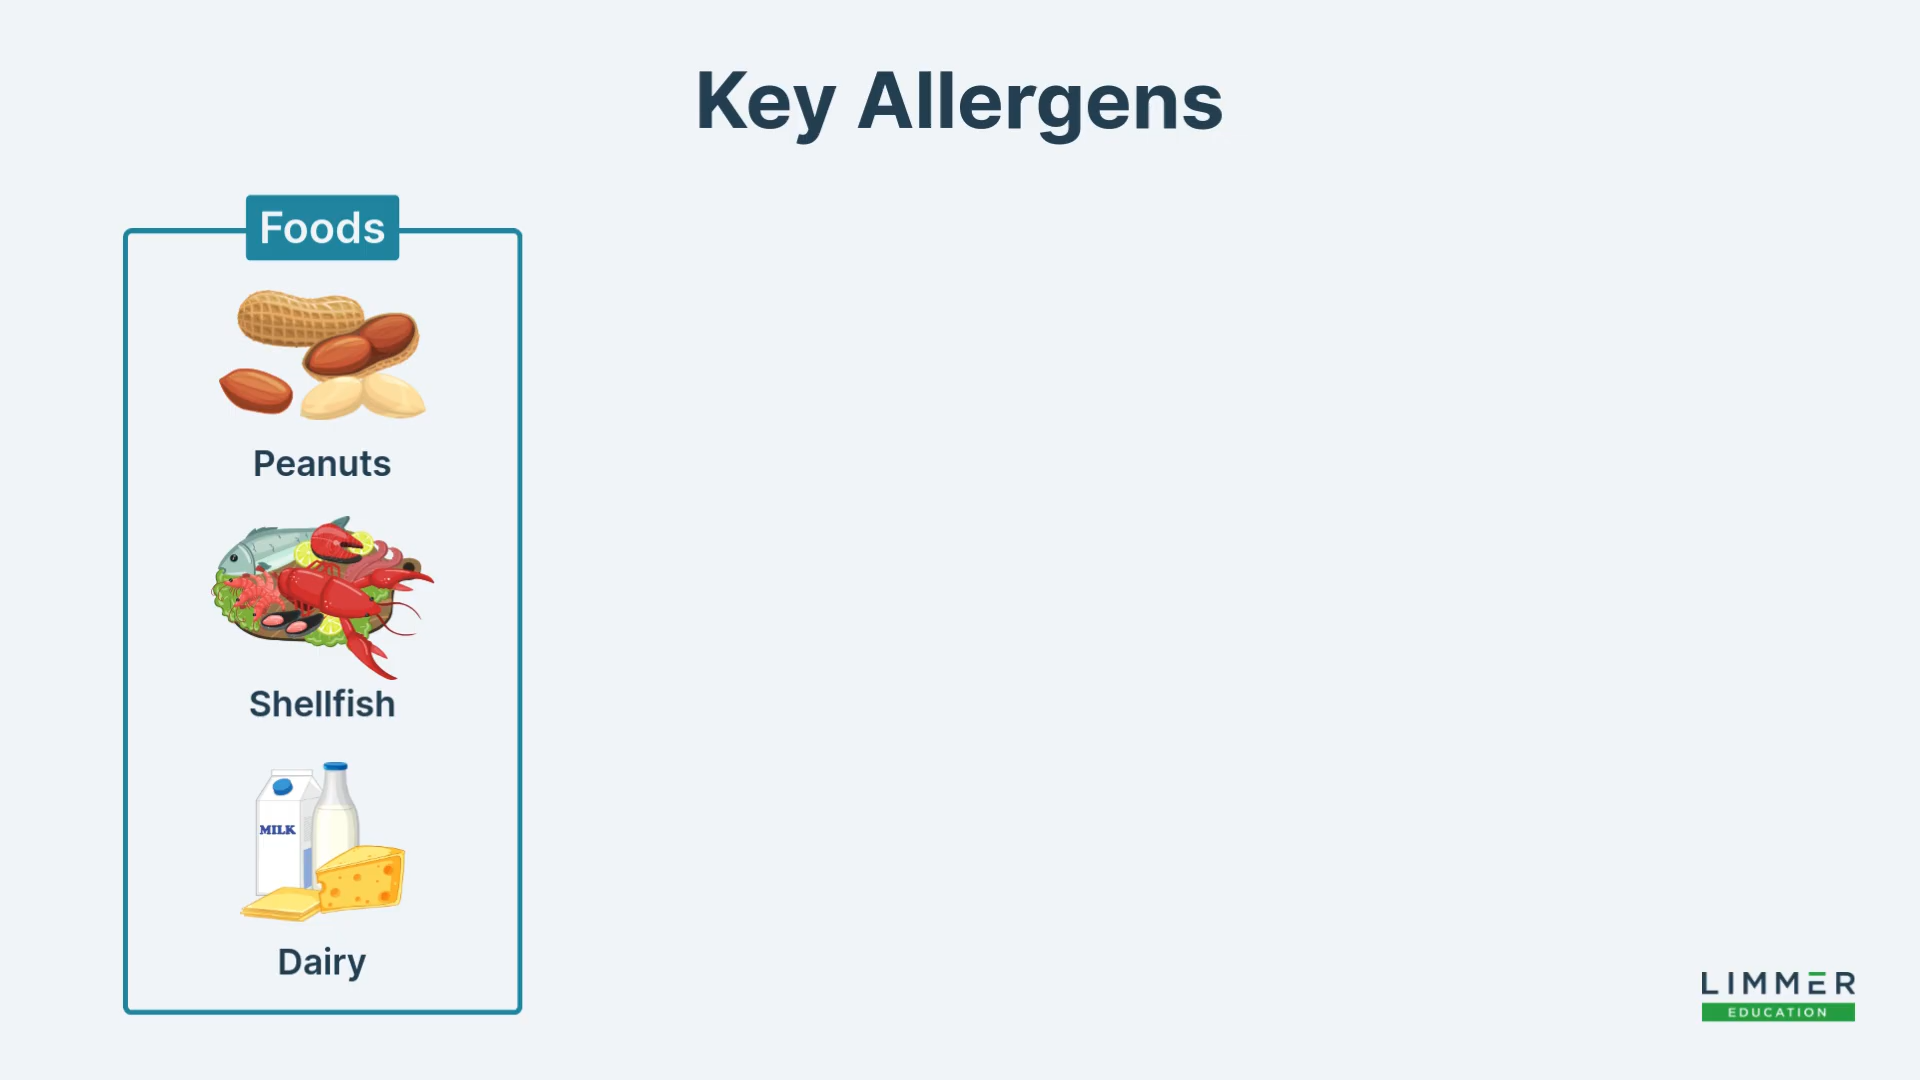 Key Allergens
Foods
Peanuts
Shellfish
MILK
Dairy
LIMMER
EDUCATION